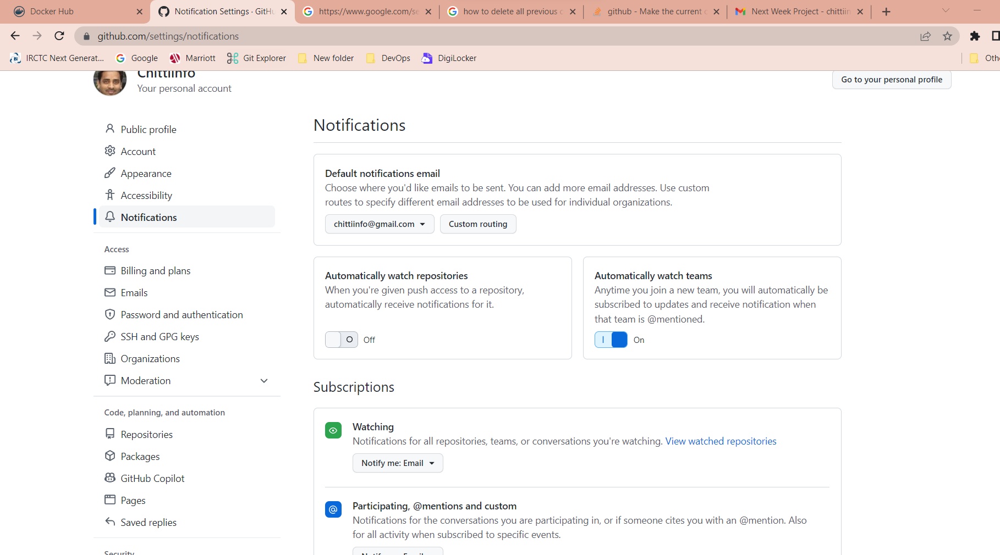 Docker Hub
Notification Settings · GitHu
https://www.google.com/se
how to delete all previous c
github - Make the current c
Next Week Project - chittiin
github.com/settings/notifications
IRCTC Next Generat...
Google
Marriott
Git Explorer
New folder
DevOps
DigiLocker
Othe
ChittiInfo
Your personal account
Go to your personal profile
Public profile
Account
Appearance
Accessibility
Notifications
Access
Billing and plans
Emails
Password and authentication
SSH and GPG keys
Organizations
Moderation
Code, planning, and automation
Repositories
Packages
GitHub Copilot
Pages
Saved replies
Security
Notifications
Default notifications email
Choose where you'd like emails to be sent. You can add more email addresses. Use custom
routes to specify different email addresses to be used for individual organizations.
chittiinfo@gmail.com
Custom routing
Automatically watch repositories
When you're given push access to a repository,
automatically receive notifications for it.
Off
Automatically watch teams
Anytime you join a new team, you will automatically be
subscribed to updates and receive notification when
that team is @mentioned.
On
Subscriptions
Watching
Notifications for all repositories, teams, or conversations you're watching. View watched repositories
Notify me: Email
Participating, @mentions and custom
Notifications for the conversations you are participating in, or if someone cites you with an @mention. Also
for all activity when subscribed to specific events.
Notify me: Email